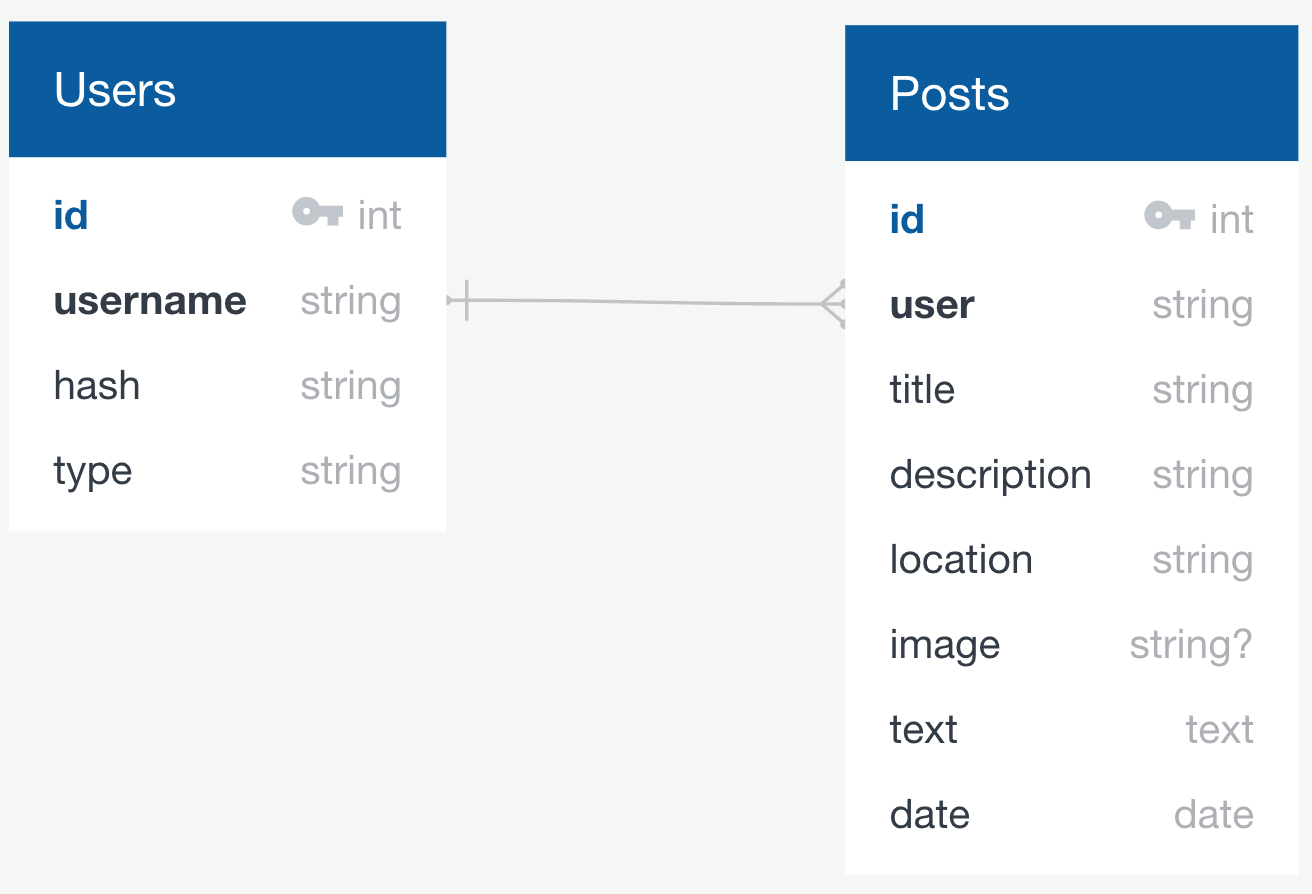 Users
id int
username string
hash string
type string
Posts
id int
user string
title string
description string
location string
image string?
text text
date date